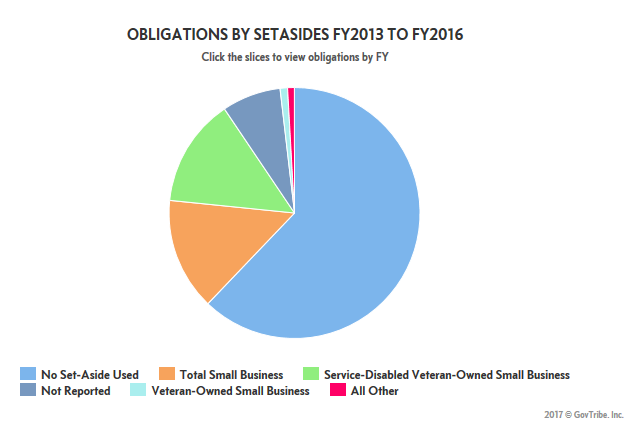 OBLIGATIONS BY SETASIDES FY2013 TO FY2016
Click the slices to view obligations by FY
No Set-Aside Used Total Small Business Service-Disabled Veteran-Owned Small Business
Not Reported Veteran-Owned Small Business All Other
2017 © GovTribe. Inc.